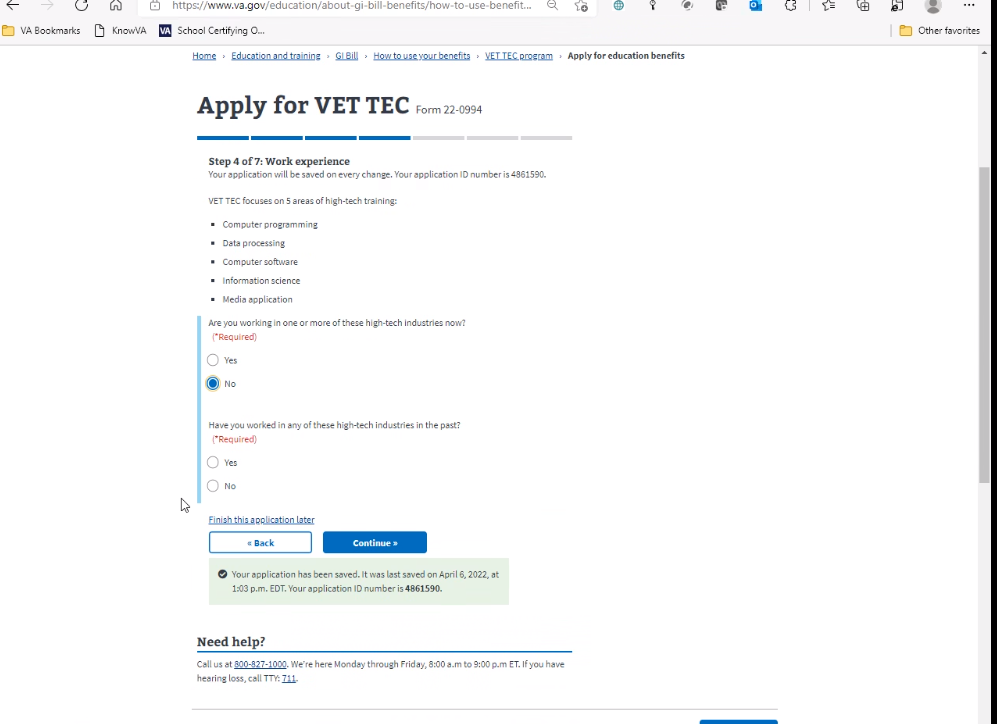 https://www.va.gov/education/about-gi-bill-benefits/how-to-use-benefit...
VA Bookmarks KnowVA VA School Certifying O... Other favorites
Home › Education and training › GI Bill › How to use your benefits › VET TEC program › Apply for education benefits
Apply for VET TEC Form 22-0994
Step 4 of 7: Work experience
Your application will be saved on every change. Your application ID number is 4861590.
VET TEC focuses on 5 areas of high-tech training:
▪ Computer programming
▪ Data processing
▪ Computer software
▪ Information science
▪ Media application
Are you working in one or more of these high-tech industries now?
(*Required)
Yes
No
Have you worked in any of these high-tech industries in the past?
(*Required)
Yes
No
Finish this application later
« Back Continue »
Your application has been saved. It was last saved on April 6, 2022, at
1:03 p.m. EDT. Your application ID number is 4861590.
Need help?
Call us at 800-827-1000. We're here Monday through Friday, 8:00 a.m to 9:00 p.m ET. If you have
hearing loss, call TTY: 711.